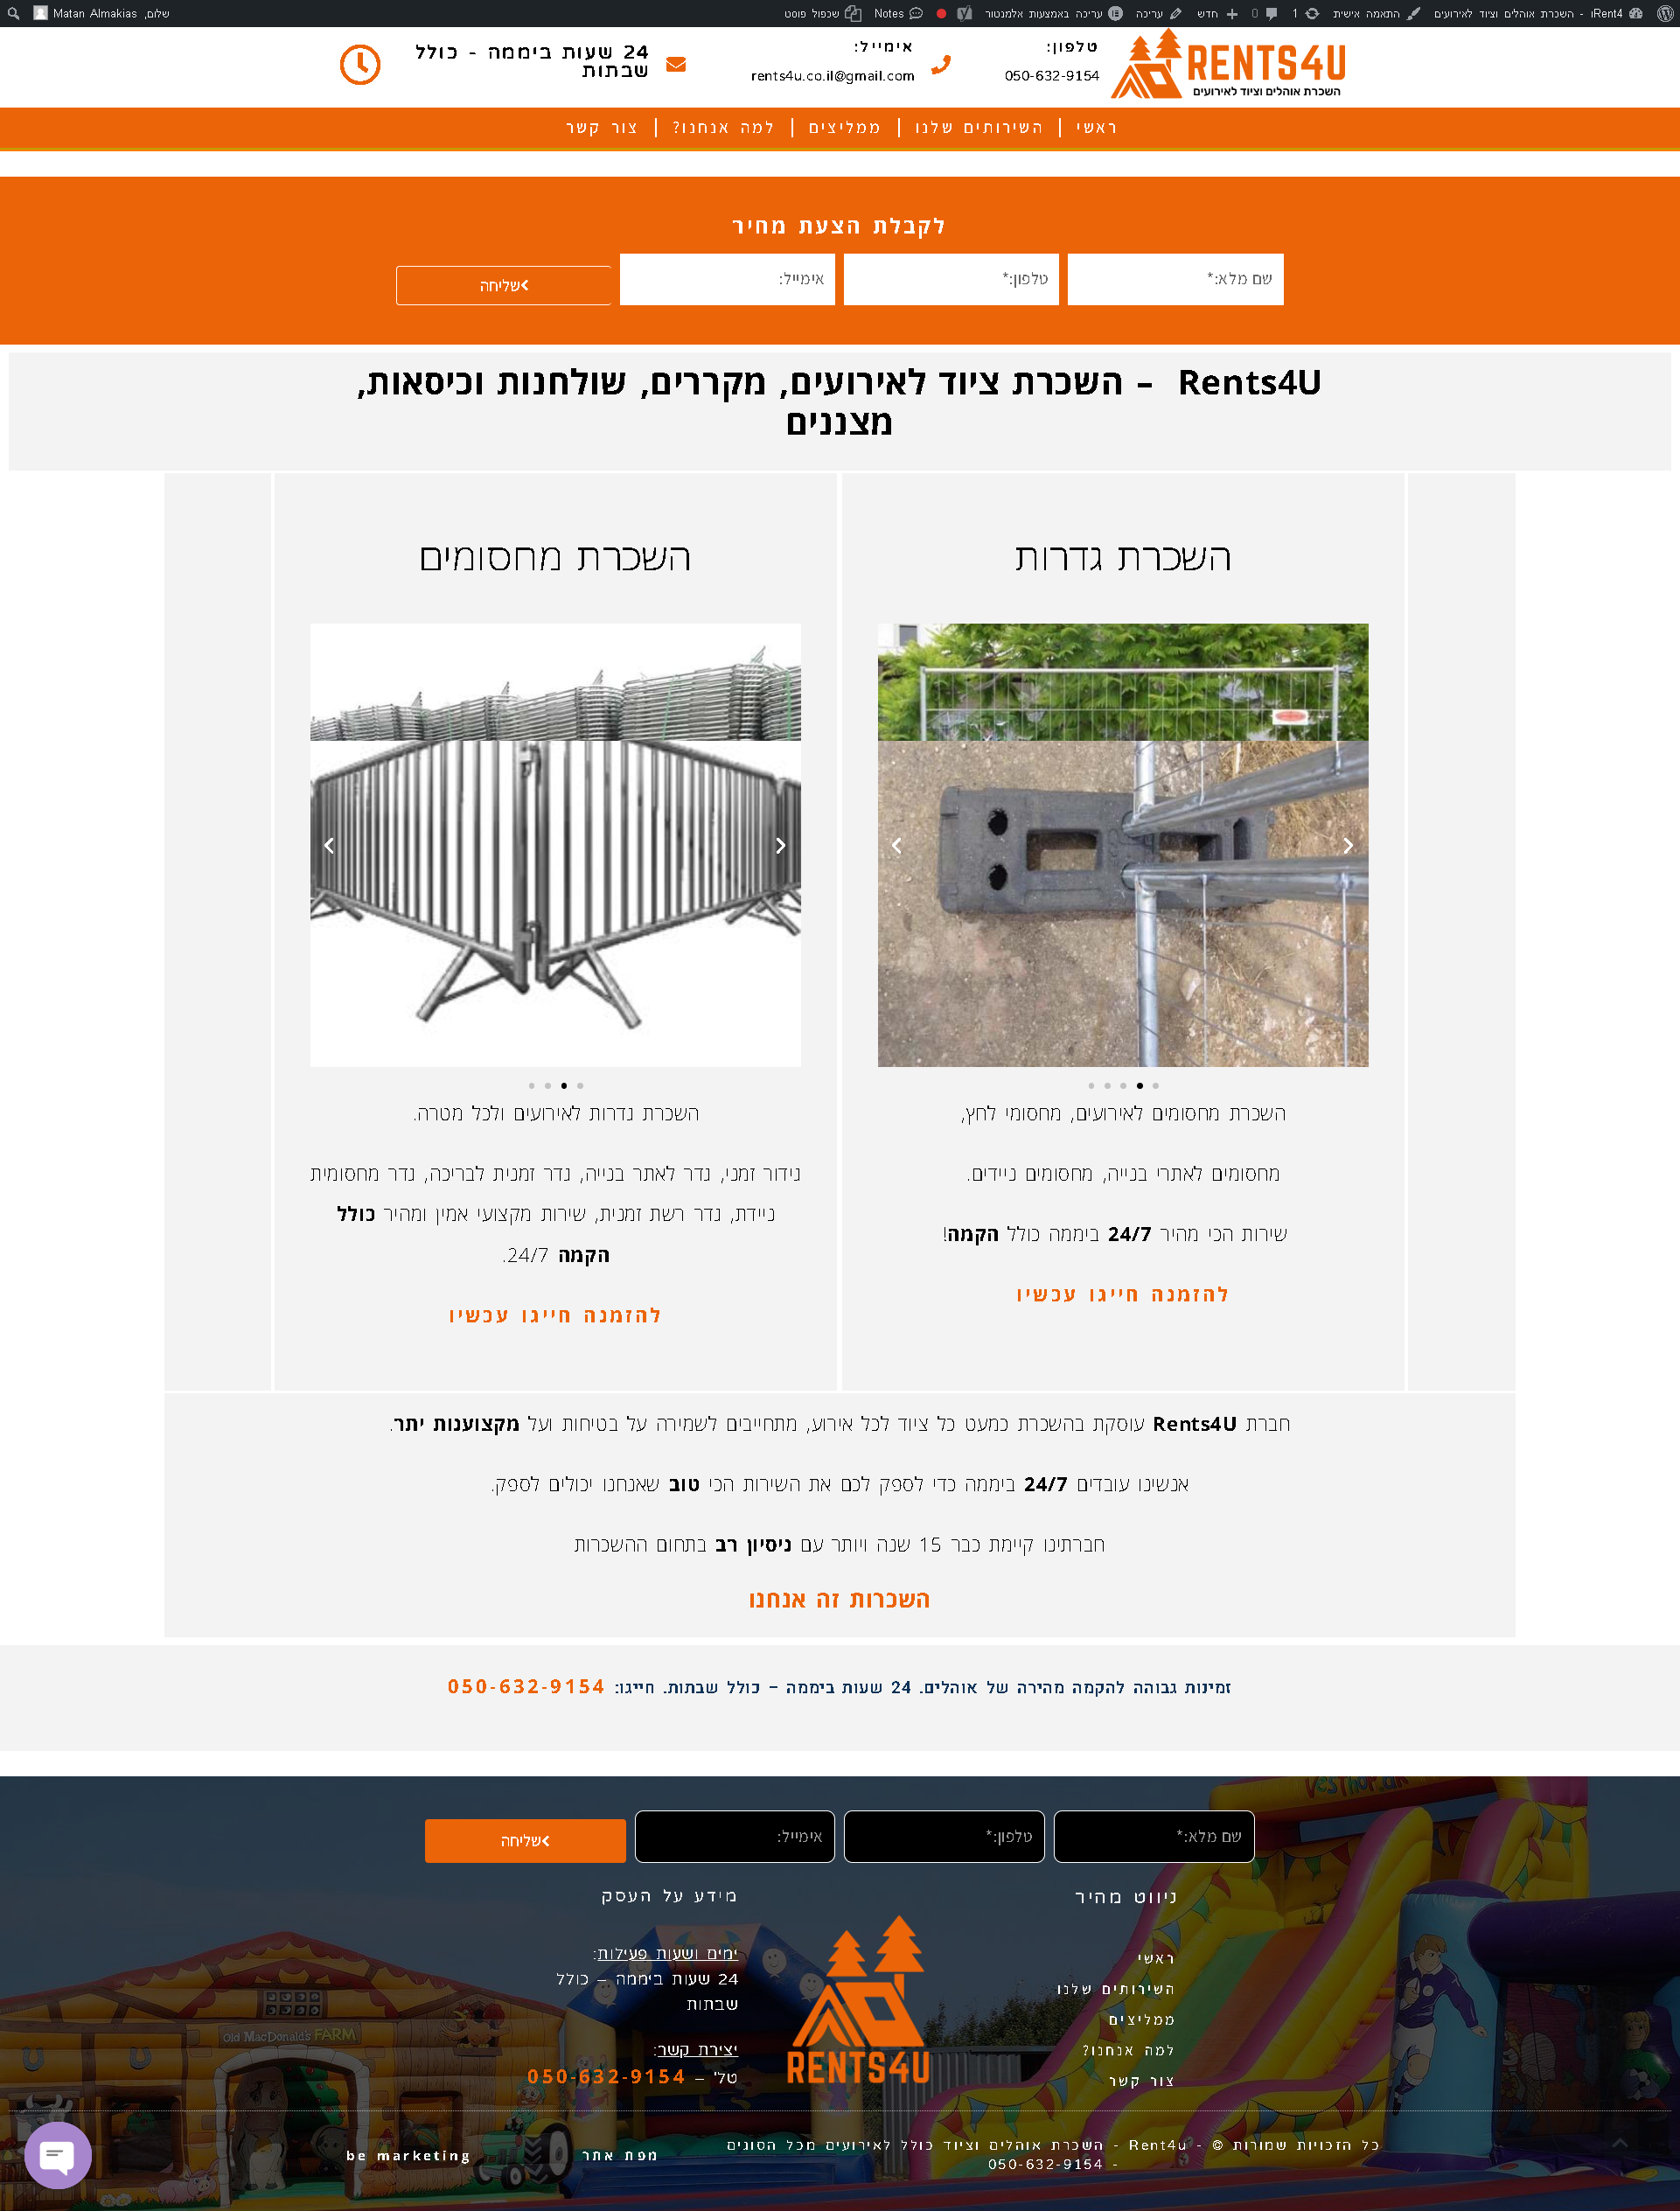 iRent4 - השכרת אוהלים וציוד לאירועים
התאמה אישית
1
0
חדש
עריכה
עריכה באמצעות אלמנטור
Notes
שכפול פוסט
שלום, Matan Almakias
RENTS4U
השכרת אוהלים וציוד לאירועים
טלפון:
050-632-9154
אימייל:
rents4u.co.il@gmail.com
24 שעות ביממה - כולל
שבתות
ראשי
השירותים שלנו
ממליצים
למה אנחנו?
צור קשר
לקבלת הצעת מחיר
שם מלא:*
טלפון:*
אימייל:
שליחה
Rents4U – השכרת ציוד לאירועים, מקררים, שולחנות וכיסאות,
מצננים
השכרת גדרות
השכרת מחסומים לאירועים, מחסומי לחץ,
מחסומים לאתרי בנייה, מחסומים ניידים.
שירות הכי מהיר 24/7 ביממה כולל הקמה!
להזמנה חייגו עכשיו
השכרת מחסומים
השכרת גדרות לאירועים ולכל מטרה.
גידור זמני, גדר לאתר בנייה, גדר זמנית לבריכה, גדר מחסומית
ניידת, גדר רשת זמנית, שירות מקצועי אמין ומהיר כולל
הקמה 24/7.
להזמנה חייגו עכשיו
חברת Rents4U עוסקת בהשכרת כמעט כל ציוד לכל אירוע, מתחייבים לשמירה על בטיחות ועל מקצוענות יתר.
אנשינו עובדים 24/7 ביממה כדי לספק לכם את השירות הכי טוב שאנחנו יכולים לספק.
חברתינו קיימת כבר 15 שנה ויותר עם ניסיון רב בתחום ההשכרות
השכרות זה אנחנו
זמינות גבוהה להקמה מהירה של אוהלים. 24 שעות ביממה – כולל שבתות. חייגו: 050-632-9154
שם מלא:*
טלפון:*
אימייל:
שליחה
ניווט מהיר
ראשי
השירותים שלנו
ממליצים
למה אנחנו?
צור קשר
RENTS4U
מידע על העסק
ימים ושעות פעילות:
24 שעות ביממה – כולל
שבתות
יצירת קשר:
טל' – 050-632-9154
Old MacDonald's FARM
כל הזכויות שמורות © - Rent4u - השכרת אוהלים וציוד כולל לאירועים מכל הסוגים
- 050-632-9154
מפת אתר
be marketing